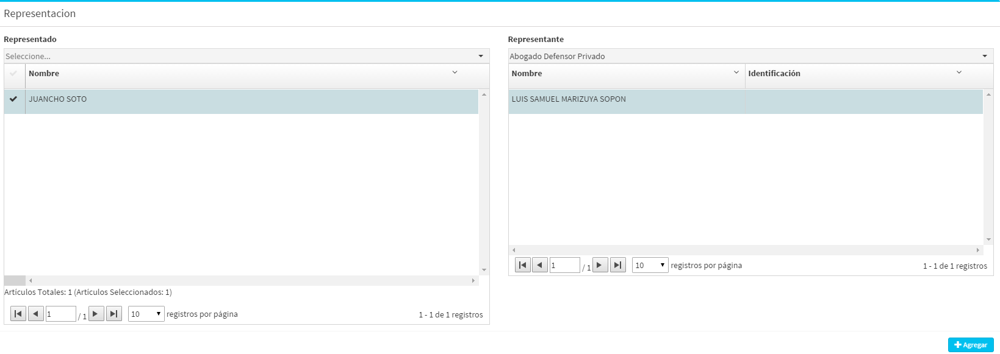 Representacion
Representado
Seleccione...
Nombre
JUANCHO SOTO
Artículos Totales: 1 (Artículos Seleccionados: 1)
1 / 1 10 registros por página 1 - 1 de 1 registros
Representante
Abogado Defensor Privado
Nombre Identificación
LUIS SAMUEL MARIZUYA SOPON
1 / 1 10 registros por página 1 - 1 de 1 registros
Agregar